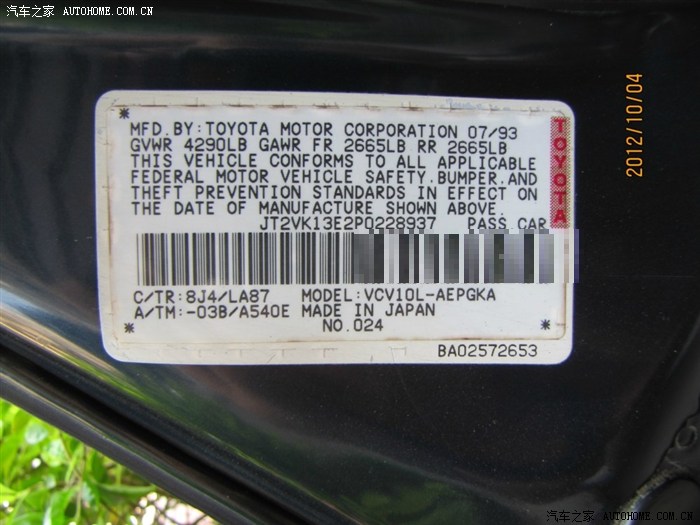 汽车之家 AUTOHOME.COM.CN
2012/10/04
MFD.BY:TOYOTA MOTOR CORPORATION 07/93
GVWR 4290LB GAWR FR 2665LB RR 2665LB
THIS VEHICLE CONFORMS TO ALL APPLICABLE
FEDERAL MOTOR VEHICLE SAFETY.BUMPER.AND
THEFT PREVENTION STANDARDS IN EFFECT ON
THE DATE OF MANUFACTURE SHOWN ABOVE.
JT2VK13E2P0228937 PASS.CAR
TOYOTA
C/TR:8J4/LA87 MODEL:VCV10L-AEPGKA
A/TM:-03B/A540E MADE IN JAPAN
NO.024
BA02572653
汽车之家 AUTOHOME.COM.CN